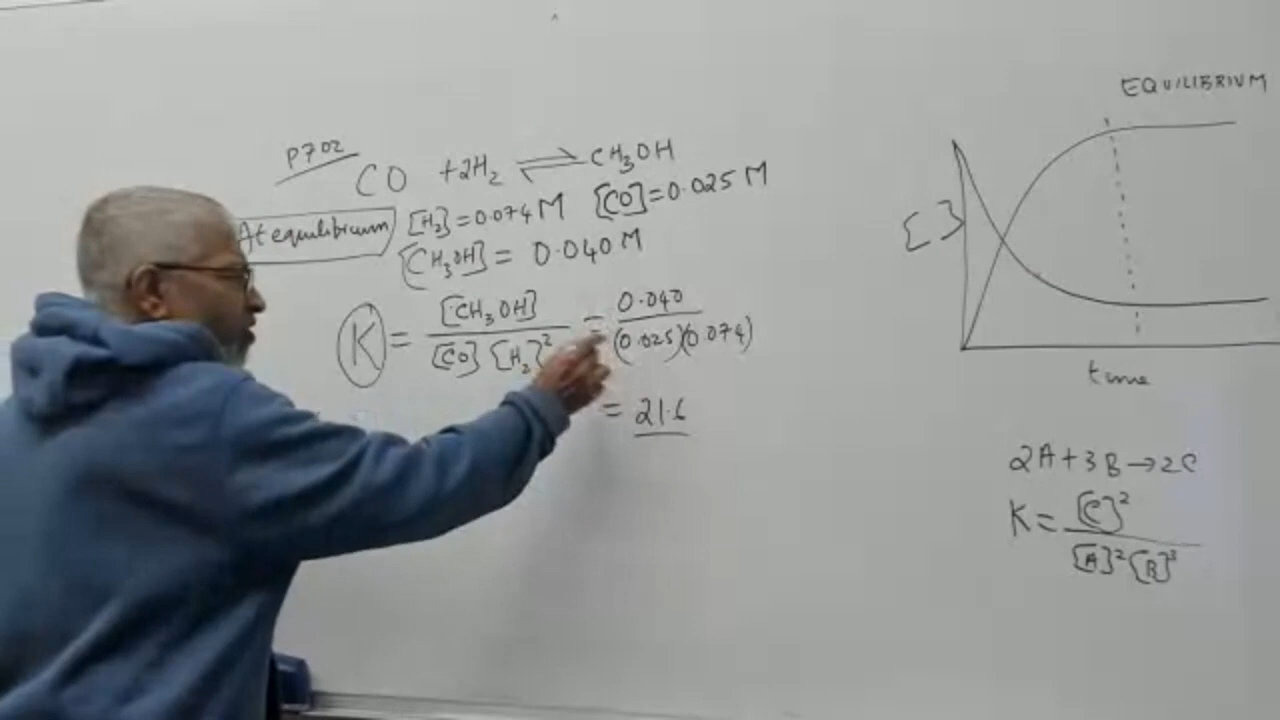 P702
CO + 2H₂ ⇌ CH₃OH
At equilibrium [H₂] = 0.074 M [CO] = 0.025 M
[CH₃OH] = 0.040 M
K = [CH₃OH] / [CO] [H₂]² = 0.040 / (0.025)(0.074)
= 21.6
EQUILIBRIUM
[ ]
time
2A + 3B → 2C
K = [C]² / [A]² [B]³